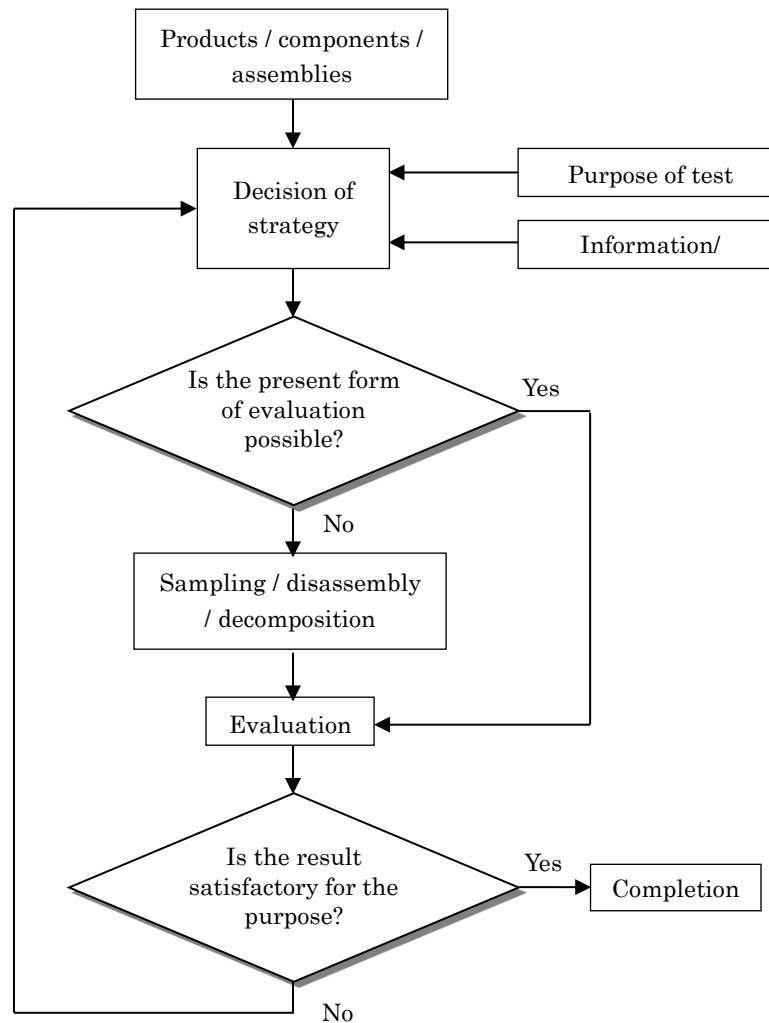 Products / components /
assemblies
Decision of
strategy
Purpose of test
Information/
Is the present form
of evaluation
possible?
Yes
No
Sampling / disassembly
/ decomposition
Evaluation
Is the result
satisfactory for the
purpose?
Yes
Completion
No